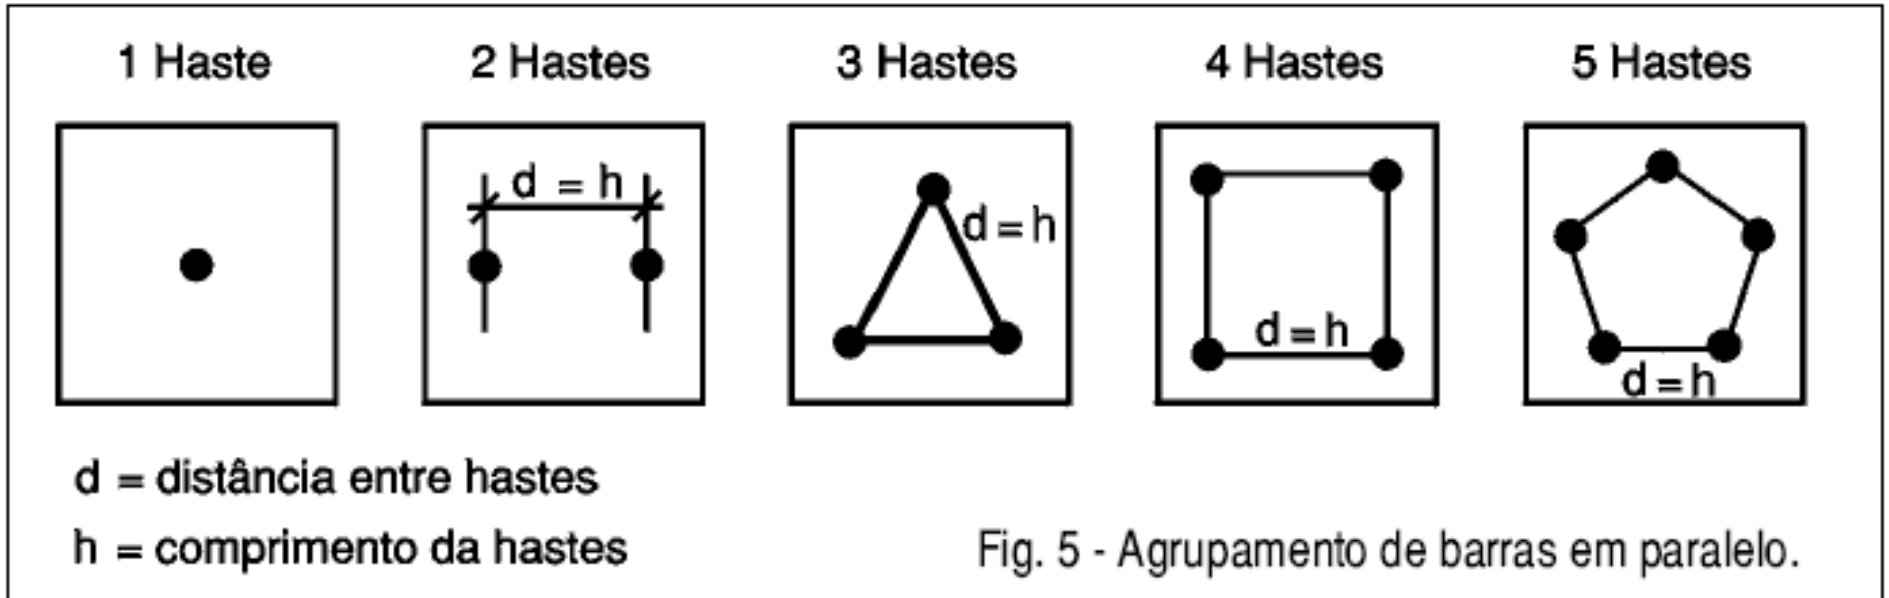 1 Haste
2 Hastes
3 Hastes
4 Hastes
5 Hastes
d = h
d = h
d = h
d = h
d = distância entre hastes
h = comprimento da hastes
Fig. 5 - Agrupamento de barras em paralelo.